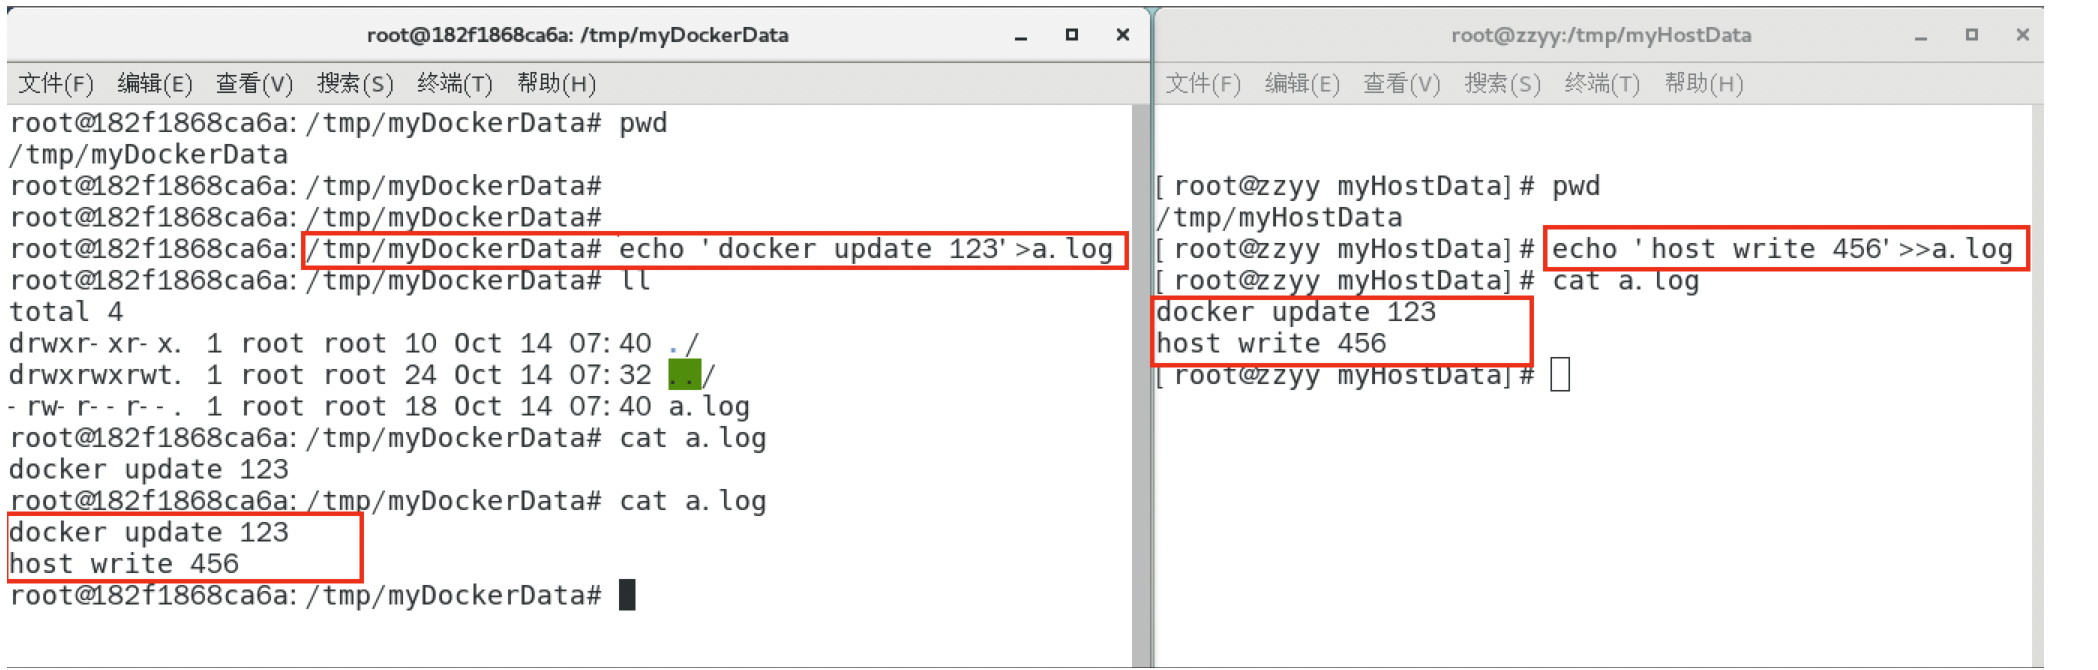 root@182f1868ca6a: /tmp/myDockerData
文件(F) 编辑(E) 查看(V) 搜索(S) 终端(T) 帮助(H)
root@182f1868ca6a:/tmp/myDockerData# pwd
/tmp/myDockerData
root@182f1868ca6a:/tmp/myDockerData#
root@182f1868ca6a:/tmp/myDockerData#
root@182f1868ca6a:/tmp/myDockerData# echo 'docker update 123'>a.log
root@182f1868ca6a:/tmp/myDockerData# ll
total 4
drwxr-xr-x. 1 root root 10 Oct 14 07:40 ./
drwxrwxrwt. 1 root root 24 Oct 14 07:32 ../
-rw-r--r--. 1 root root 18 Oct 14 07:40 a.log
root@182f1868ca6a:/tmp/myDockerData# cat a.log
docker update 123
root@182f1868ca6a:/tmp/myDockerData# cat a.log
docker update 123
host write 456
root@182f1868ca6a:/tmp/myDockerData#
root@zzyy:/tmp/myHostData
文件(F) 编辑(E) 查看(V) 搜索(S) 终端(T) 帮助(H)
[root@zzyy myHostData]# pwd
/tmp/myHostData
[root@zzyy myHostData]# echo 'host write 456'>>a.log
[root@zzyy myHostData]# cat a.log
docker update 123
host write 456
[root@zzyy myHostData]#